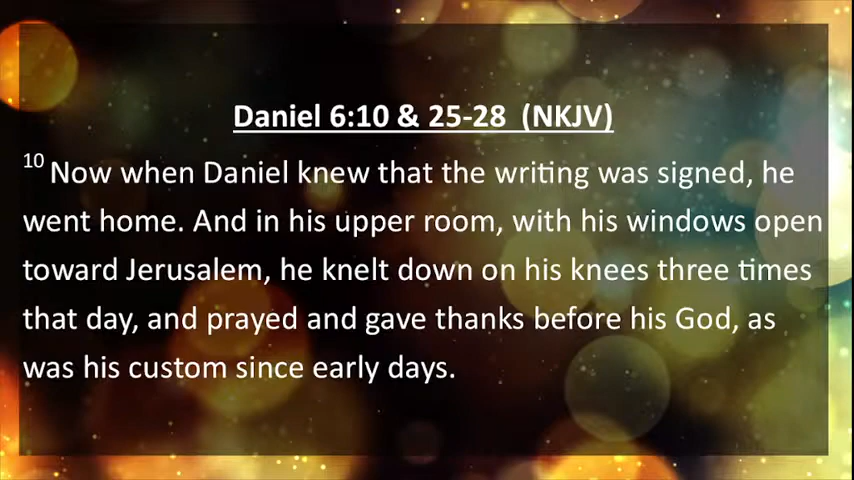 Daniel 6:10 & 25-28 (NKJV)
10 Now when Daniel knew that the writing was signed, he
went home. And in his upper room, with his windows open
toward Jerusalem, he knelt down on his knees three times
that day, and prayed and gave thanks before his God, as
was his custom since early days.